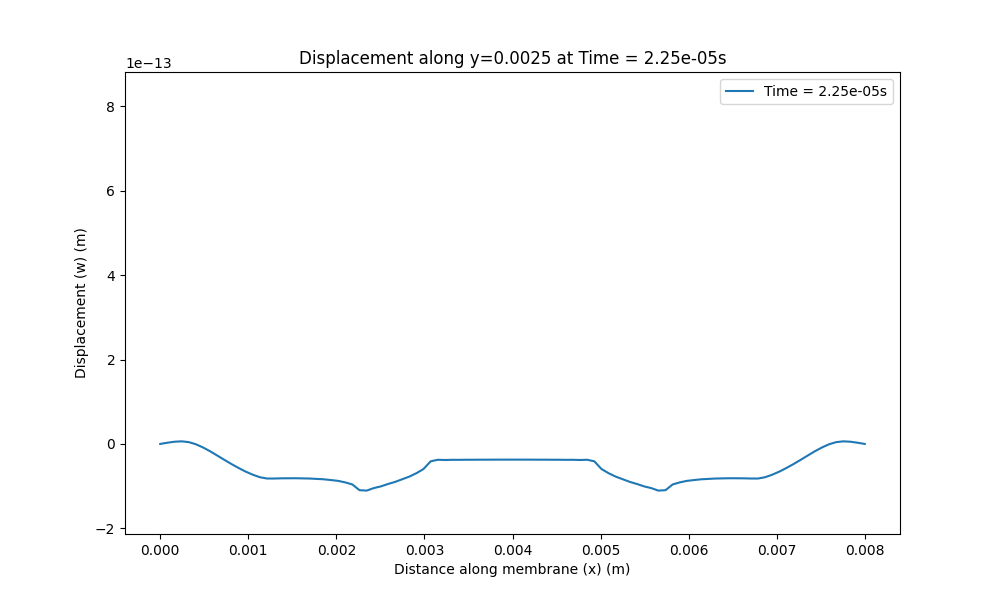 Displacement along y=0.0025 at Time = 2.25e-05s
1e−13
Time = 2.25e-05s
8
6
4
2
0
−2
Displacement (w) (m)
0.000 0.001 0.002 0.003 0.004 0.005 0.006 0.007 0.008
Distance along membrane (x) (m)